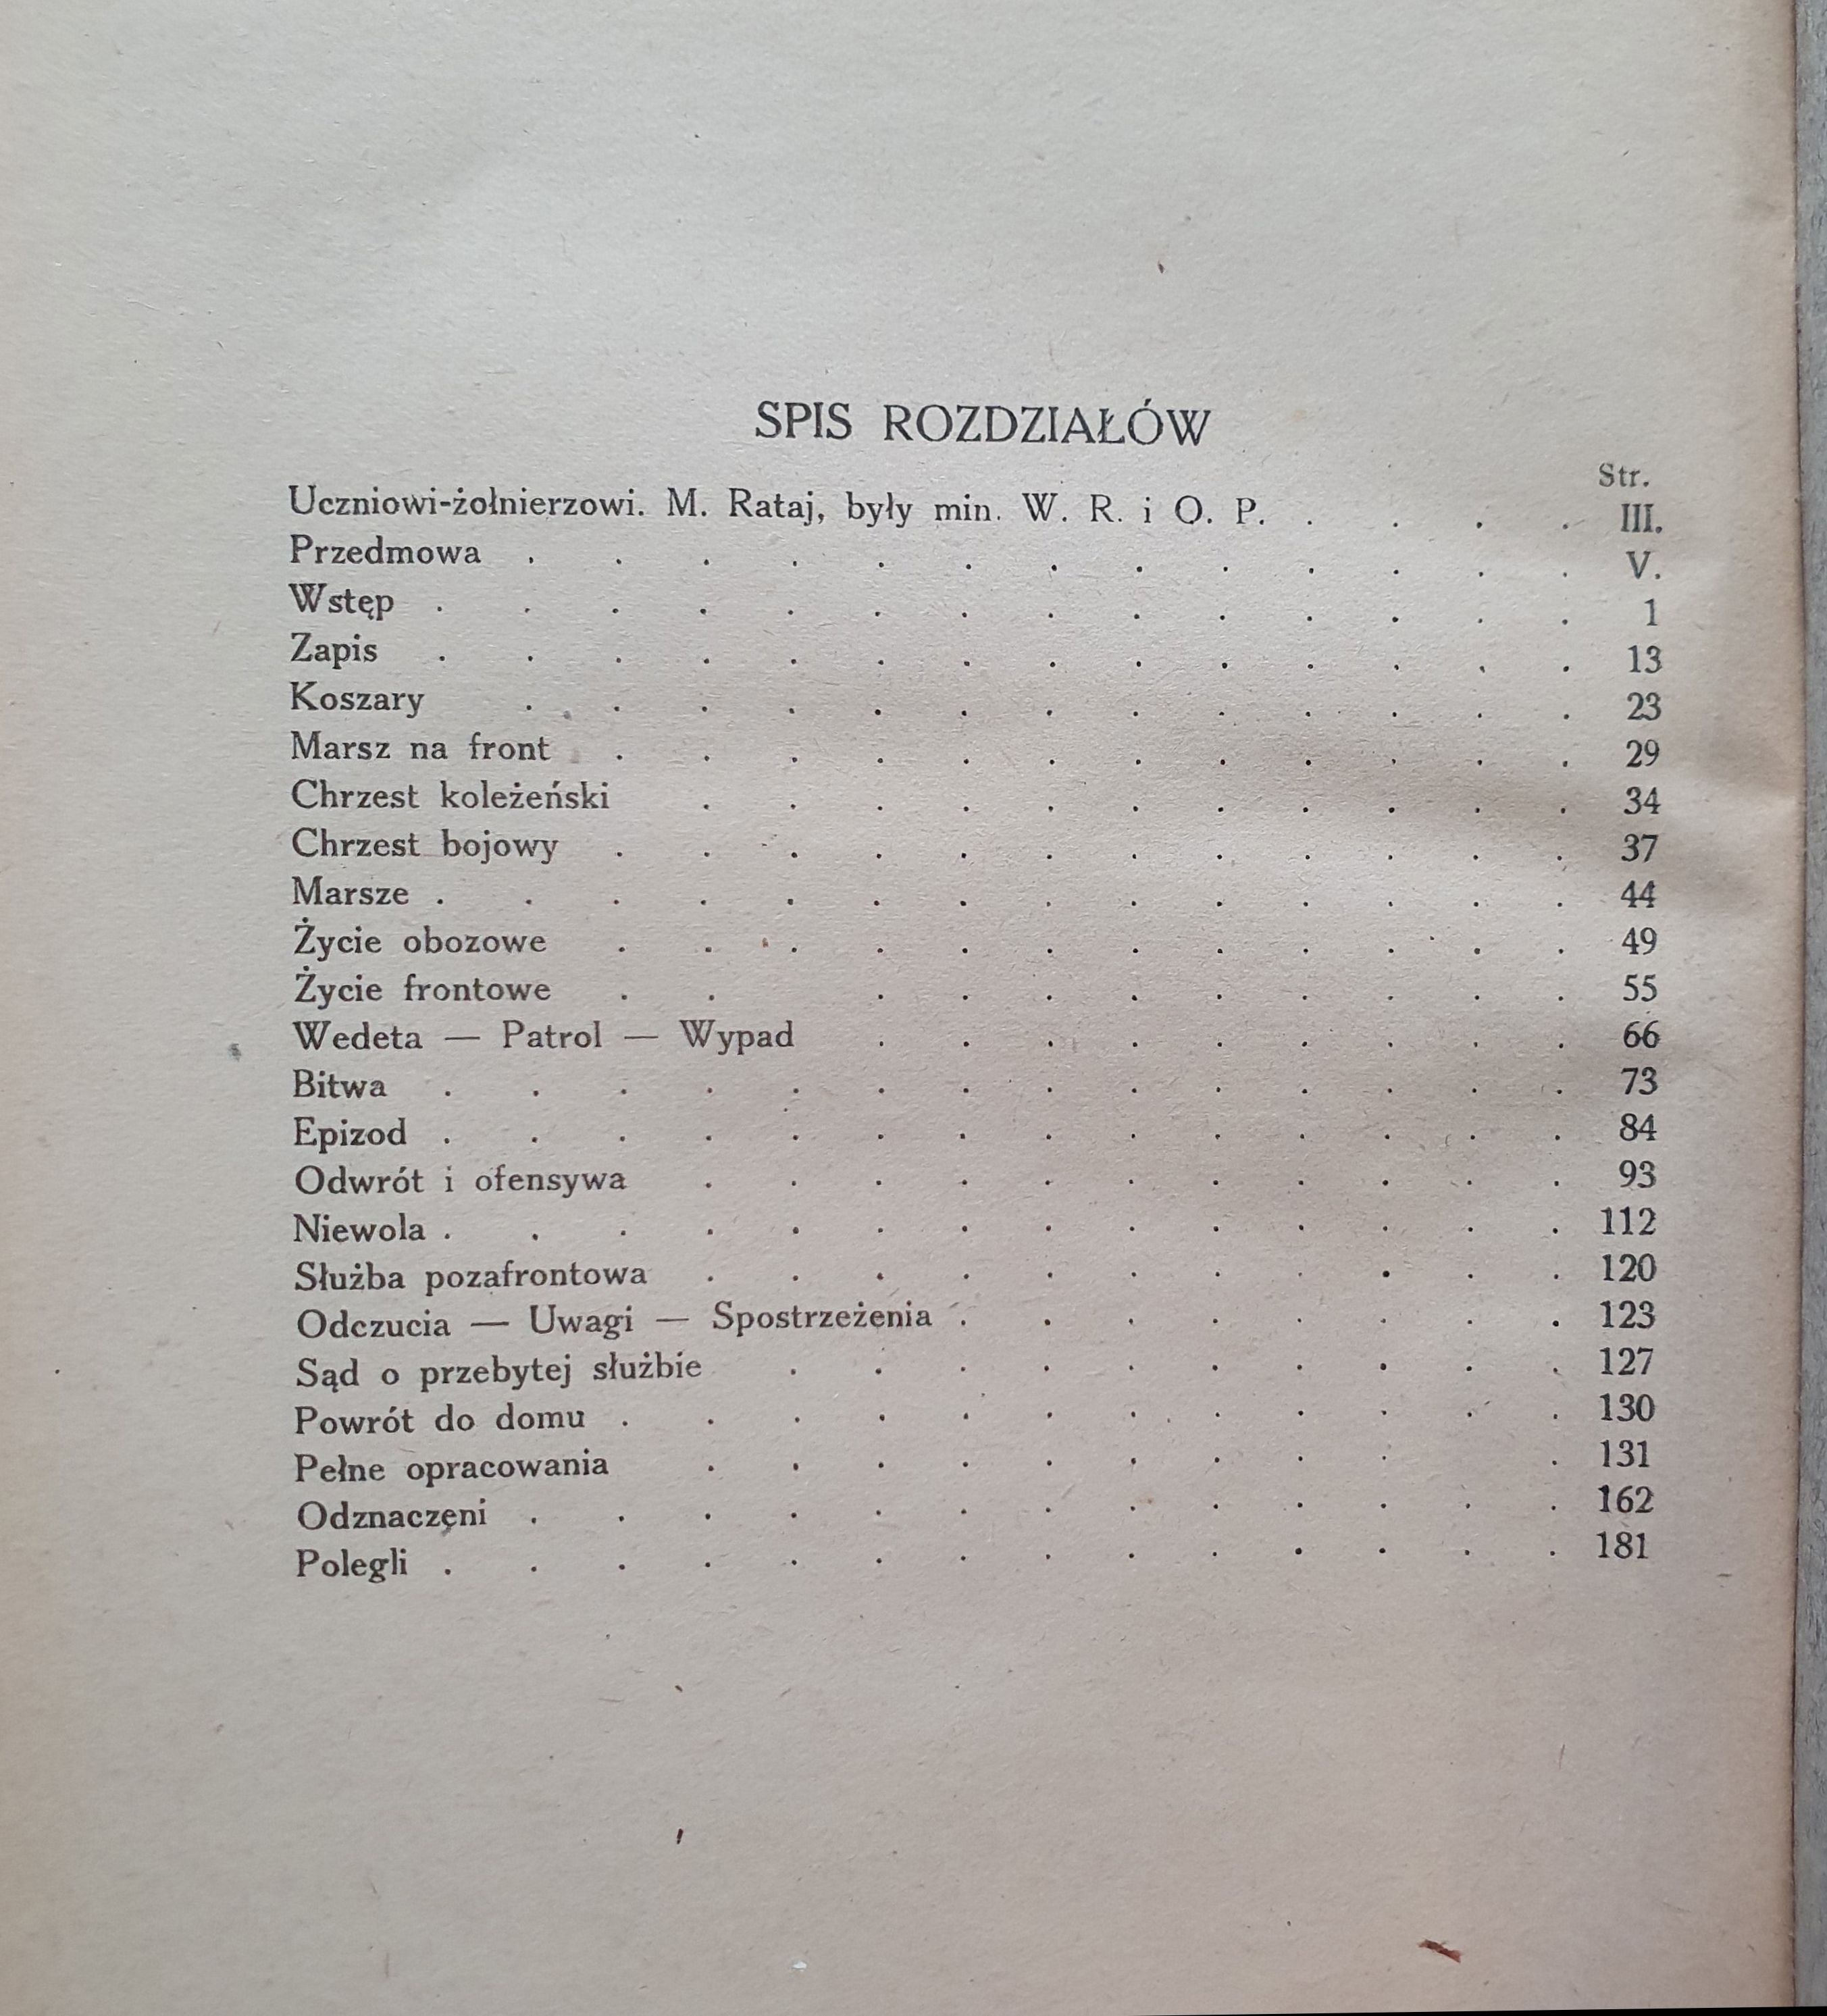 SPIS ROZDZIAŁÓW
Str.
Uczniowi-żołnierzowi. M. Rataj, były min. W. R. i O. P. . . . . III.
Przedmowa . . . . . . . . . . . . . V.
Wstęp . . . . . . . . . . . . . . 1
Zapis . . . . . . . . . . . . . . 13
Koszary . . . . . . . . . . . . . 23
Marsz na front . . . . . . . . . . . . 29
Chrzest koleżeński . . . . . . . . . . . 34
Chrzest bojowy . . . . . . . . . . . . 37
Marsze . . . . . . . . . . . . . . 44
Życie obozowe . . . . . . . . . . . . 49
Życie frontowe . . . . . . . . . . . 55
Wedeta — Patrol — Wypad . . . . . . . . . 66
Bitwa . . . . . . . . . . . . . . 73
Epizod . . . . . . . . . . . . . . 84
Odwrót i ofensywa . . . . . . . . . . . 93
Niewola . . . . . . . . . . . . . . 112
Służba pozafrontowa . . . . . . . . . . . 120
Odczucia — Uwagi — Spostrzeżenia . . . . . . . . 123
Sąd o przebytej służbie . . . . . . . . . . 127
Powrót do domu . . . . . . . . . . . . 130
Pełne opracowania . . . . . . . . . . 131
Odznaczeni . . . . . . . . . . . . . 162
Polegli . . . . . . . . . . . . . . 181